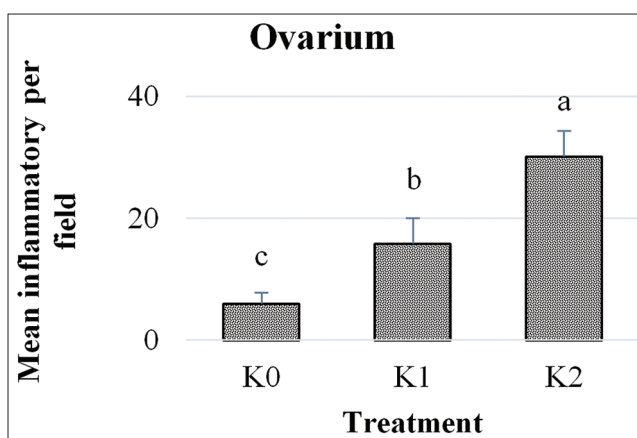 Ovarium
Mean inflammatory per
field
40
20
0
a
b
c
K0 K1 K2
Treatment